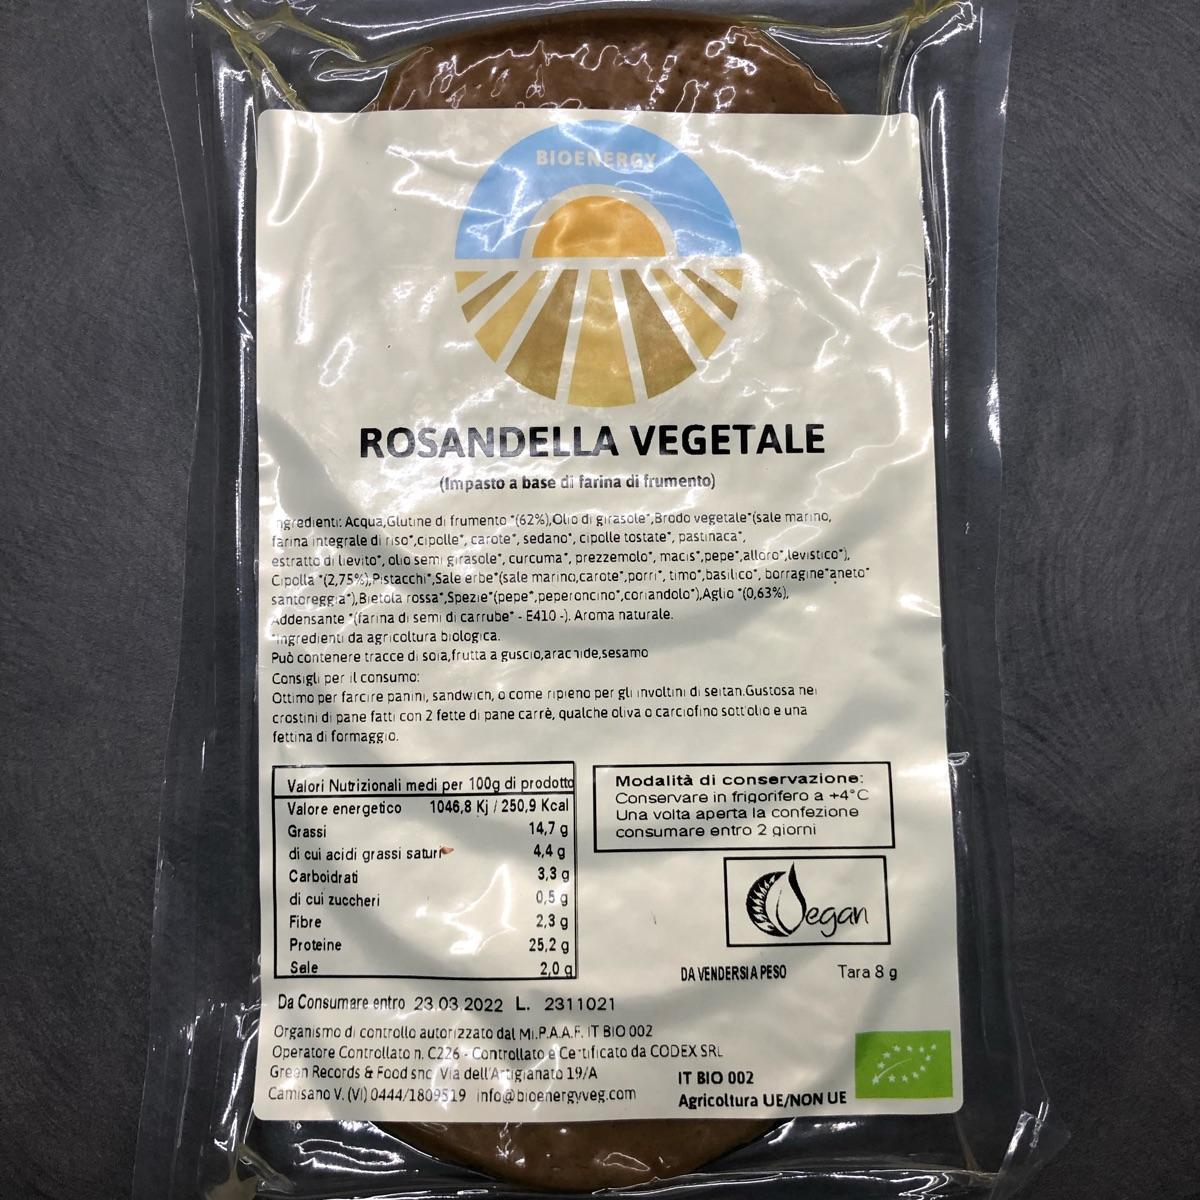 BIOENERGY
ROSANDELLA VEGETALE
(Impasto a base di farina di frumento)
ngredienti: Acqua,Glutine di frumento *(62%),Olio di girasole*,Brodo vegetale*(sale marino,
farina integrale di riso*,cipolle*, carote*, sedano*, cipolle tostate*, pastinaca*,
estratto di lievito*, olio semi girasole*, curcuma*, prezzemolo*, macis*,pepe*,alloro*,levistico*),
Cipolla *(2,75%),Pistacchi*,Sale erbe*(sale marino,carote*,porri*, timo*,basilico*, borragine*aneto*
santoreggia*),Bietola rossa*,Spezie*(pepe*,peperoncino*,coriandolo*),Aglio *(0,63%),
Addensante *(farina di semi di carrube* - E410 -). Aroma naturale.
*Ingredienti da agricoltura biologica.
Può contenere tracce di soia,frutta a guscio,arachide,sesamo
Consigli per il consumo:
Ottimo per farcire panini, sandwich, o come ripieno per gli involtini di seitan.Gustosa nei
crostini di pane fatti con 2 fette di pane carrè, qualche oliva o carciofino sott'olio e una
fettina di formaggio.
Valori Nutrizionali medi per 100g di prodotto
Valore energetico 1046,8 Kj / 250,9 Kcal
Grassi 14,7 g
di cui acidi grassi saturi 4,4 g
Carboidrati 3,3 g
di cui zuccheri 0,5 g
Fibre 2,3 g
Proteine 25,2 g
Sale 2,0 g
Modalità di conservazione:
Conservare in frigorifero a +4°C
Una volta aperta la confezione
consumare entro 2 giorni
Vegan
DA VENDERSI A PESO Tara 8 g
Da Consumare entro 23.03.2022 L. 2311021
Organismo di controllo autorizzato dal Mi.P.A.A.F. IT BIO 002
Operatore Controllato n. C226 - Controllato e Certificato da CODEX SRL
Green Records & Food snc Via dell'Artigianato 19/A
Camisano V. (VI) 0444/1809519 info@bioenergyveg.com
IT BIO 002
Agricoltura UE/NON UE